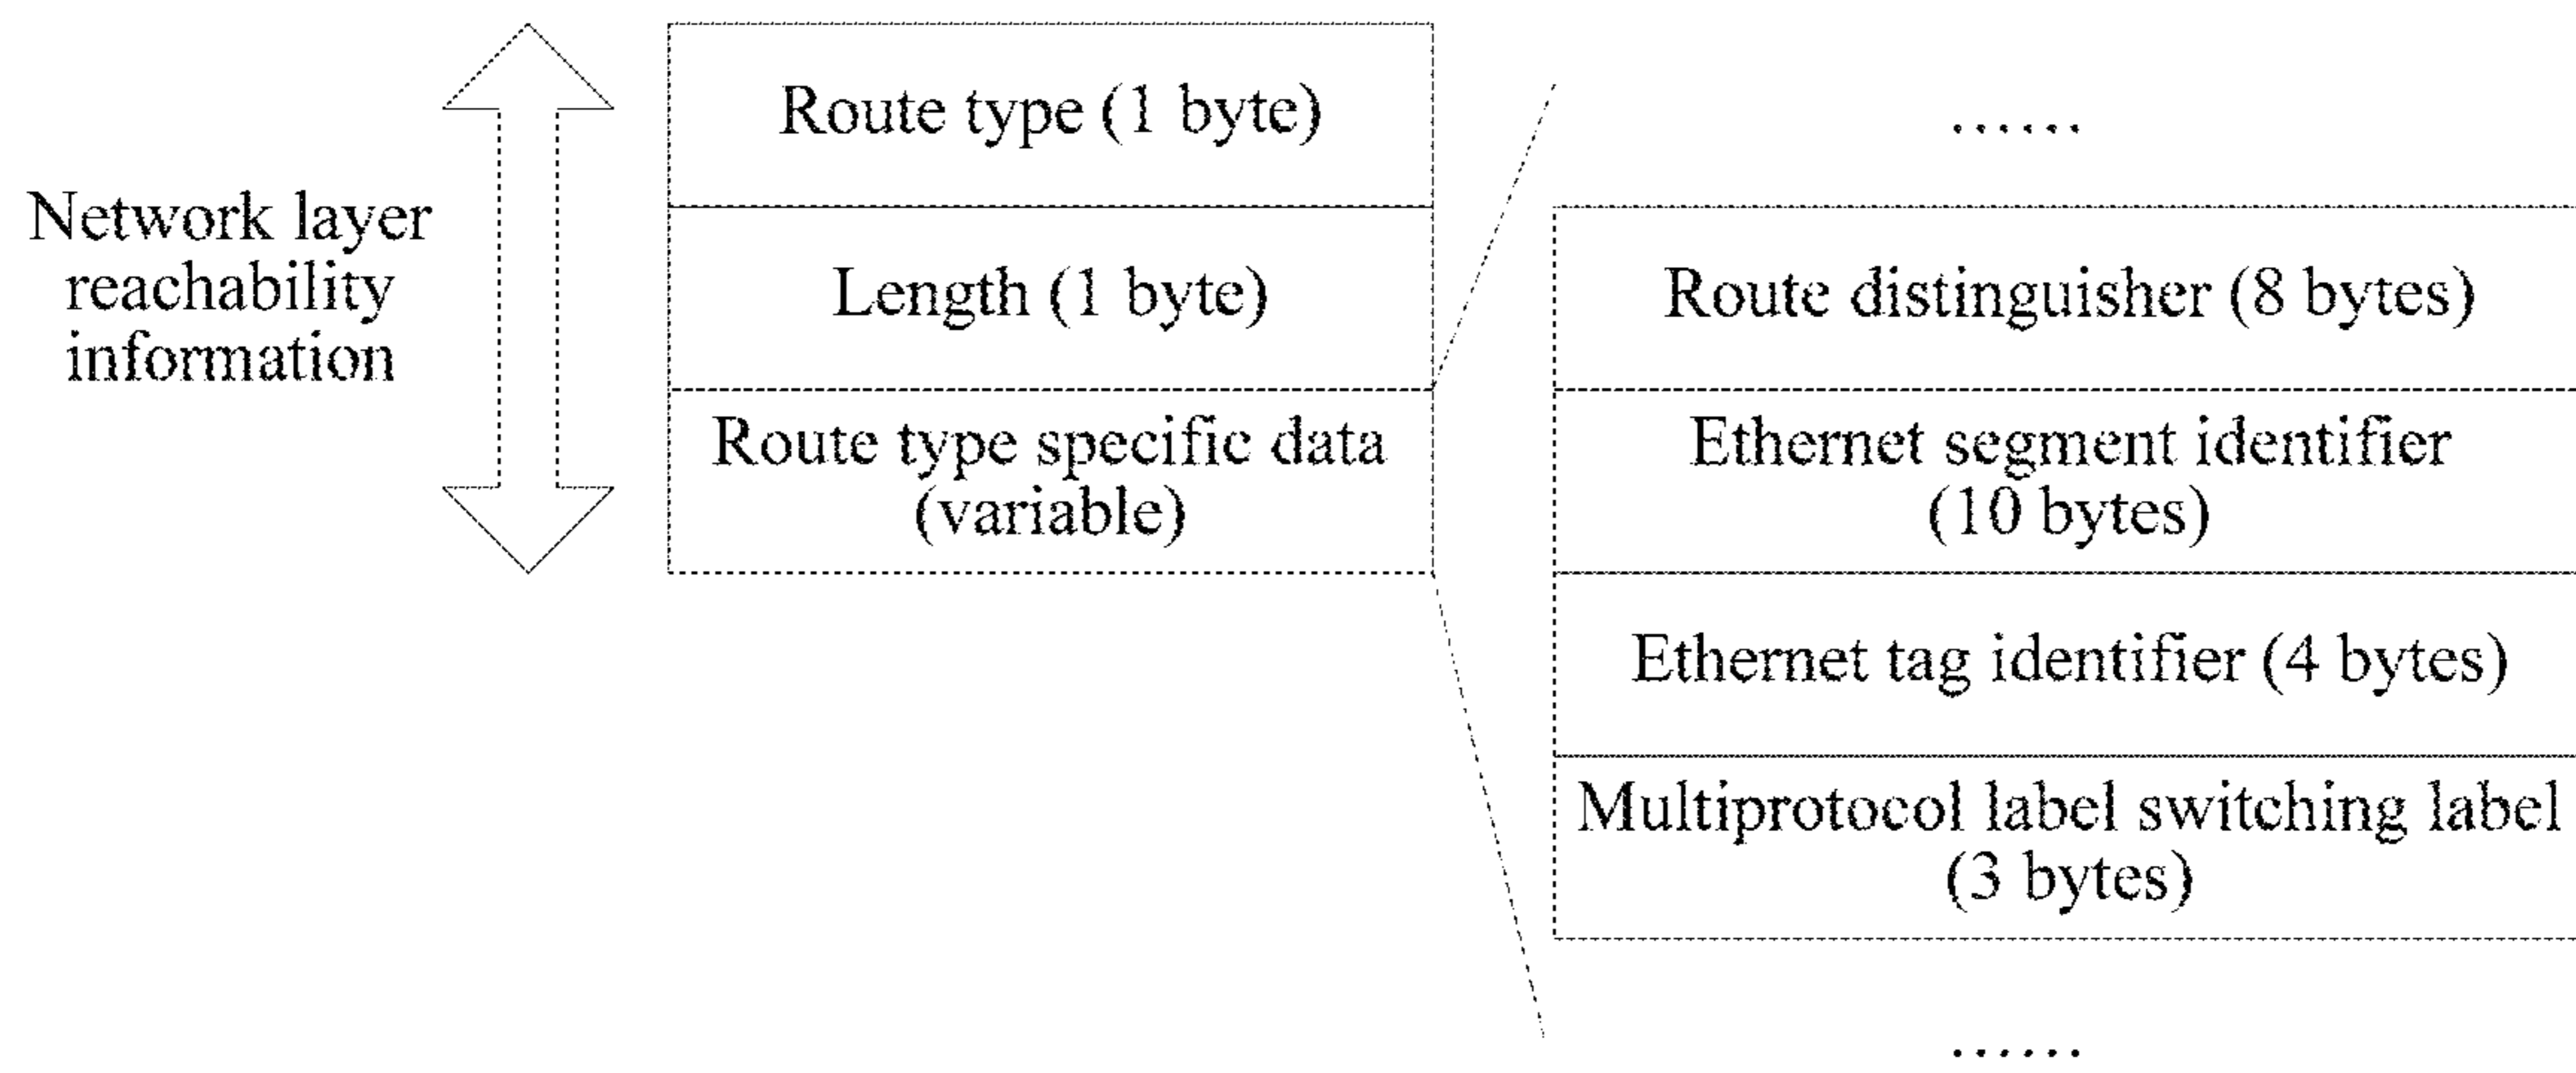 Network layer
reachability
information
Route type (1 byte)
Length (1 byte)
Route type specific data
(variable)
......
Route distinguisher (8 bytes)
Ethernet segment identifier
(10 bytes)
Ethernet tag identifier (4 bytes)
Multiprotocol label switching label
(3 bytes)
......